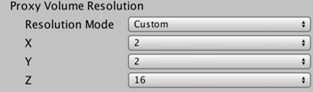 Proxy Volume Resolution
Resolution Mode Custom
X 2
Y 2
Z 16